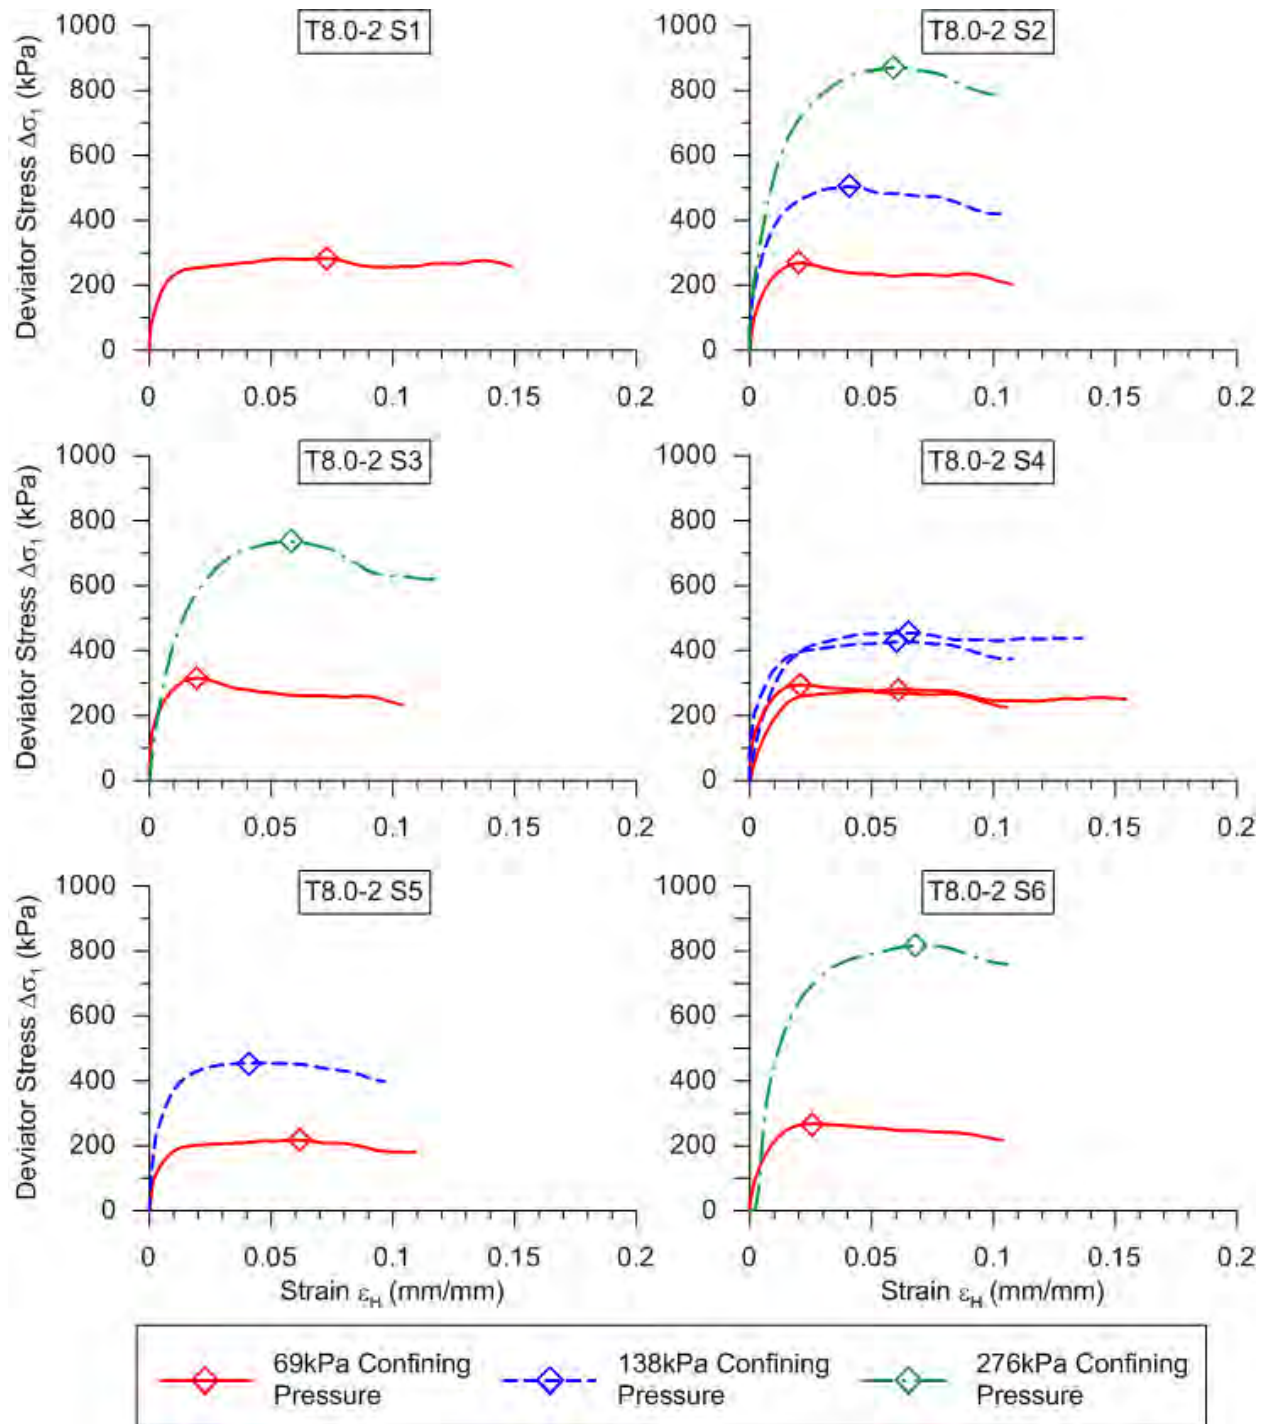 T8.0-2 S1
1000
800
600
400
200
0
Deviator Stress Δσ₁ (kPa)
0 0.05 0.1 0.15 0.2
T8.0-2 S2
1000
800
600
400
200
0
0 0.05 0.1 0.15 0.2
T8.0-2 S3
1000
800
600
400
200
0
Deviator Stress Δσ₁ (kPa)
0 0.05 0.1 0.15 0.2
T8.0-2 S4
1000
800
600
400
200
0
0 0.05 0.1 0.15 0.2
T8.0-2 S5
1000
800
600
400
200
0
Deviator Stress Δσ₁ (kPa)
0 0.05 0.1 0.15 0.2
Strain ε_H (mm/mm)
T8.0-2 S6
1000
800
600
400
200
0
0 0.05 0.1 0.15 0.2
Strain ε_H (mm/mm)
69kPa Confining
Pressure
138kPa Confining
Pressure
276kPa Confining
Pressure